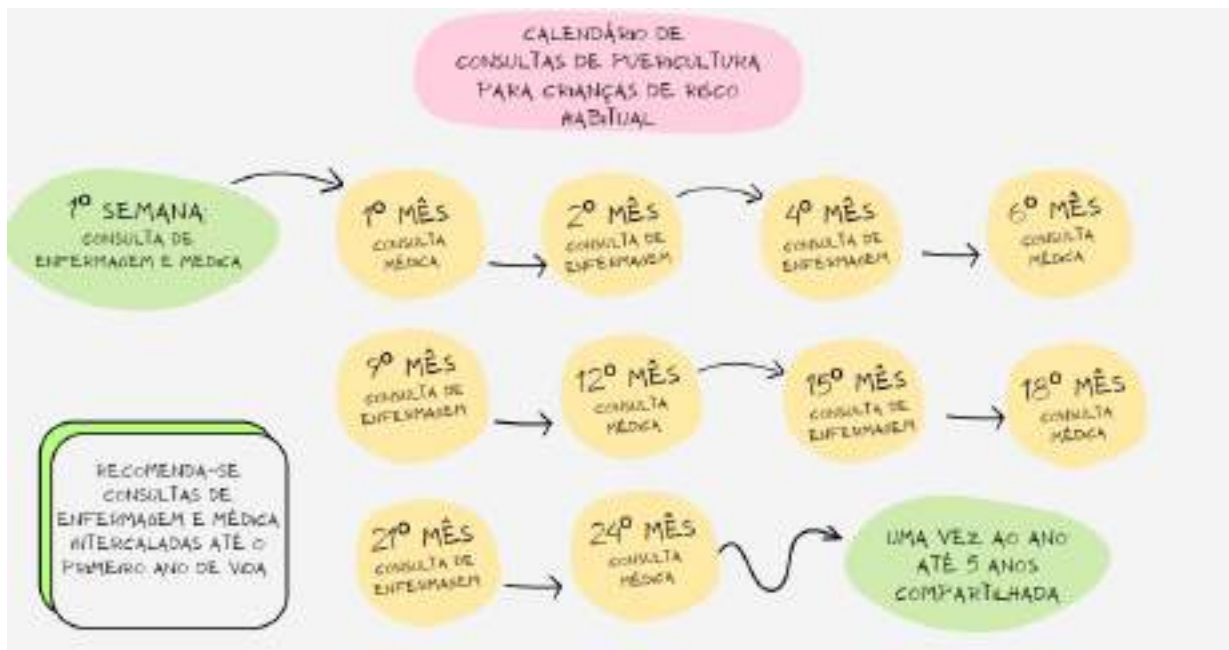 CALENDÁRIO DE
CONSULTAS DE PUERICULTURA
PARA CRIANÇAS DE RISCO
HABITUAL
1º SEMANA:
CONSULTA DE
ENFERMAGEM E MÉDICA
1º MÊS
CONSULTA
MÉDICA
2º MÊS
CONSULTA DE
ENFERMAGEM
4º MÊS
CONSULTA DE
ENFERMAGEM
6º MÊS
CONSULTA
MÉDICA
9º MÊS
CONSULTA DE
ENFERMAGEM
12º MÊS
CONSULTA
MÉDICA
15º MÊS
CONSULTA DE
ENFERMAGEM
18º MÊS
CONSULTA
MÉDICA
RECOMENDA-SE
CONSULTAS DE
ENFERMAGEM E MÉDICA
INTERCALADAS ATÉ O
PRIMEIRO ANO DE VIDA
21º MÊS
CONSULTA DE
ENFERMAGEM
24º MÊS
CONSULTA
MÉDICA
UMA VEZ AO ANO
ATÉ 5 ANOS
COMPARTILHADA